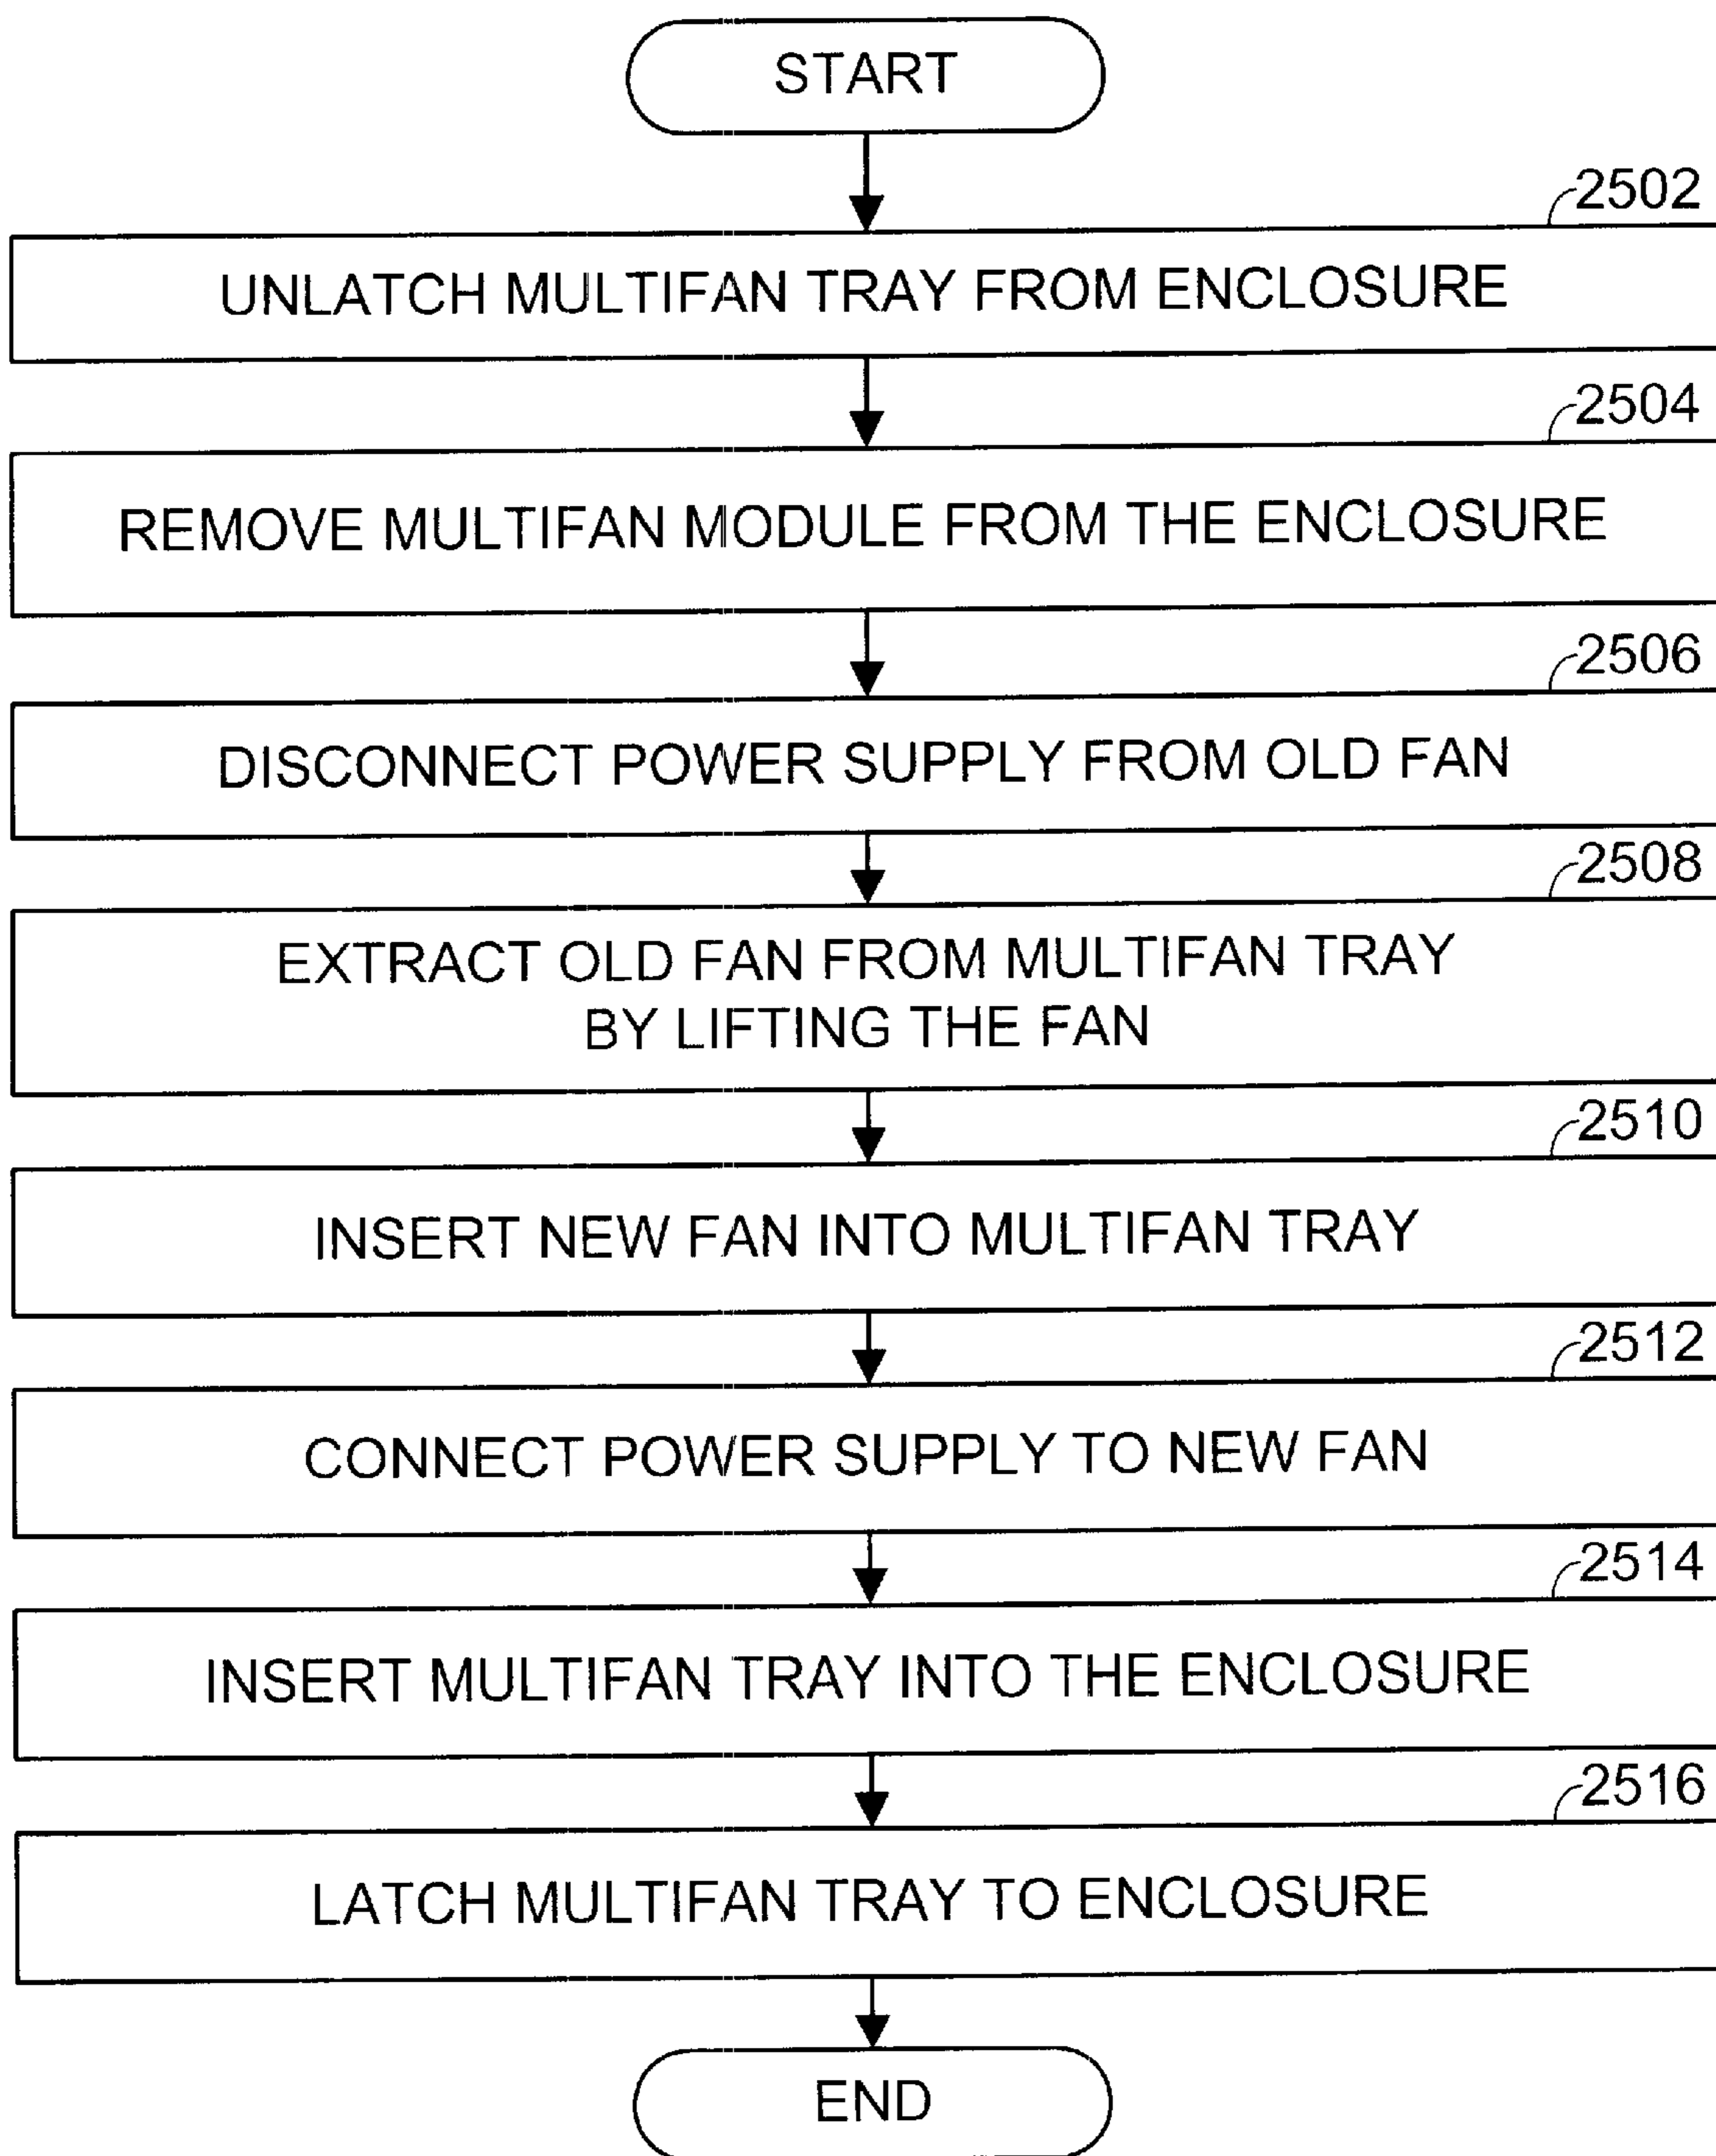 START
2502
UNLATCH MULTIFAN TRAY FROM ENCLOSURE
2504
REMOVE MULTIFAN MODULE FROM THE ENCLOSURE
2506
DISCONNECT POWER SUPPLY FROM OLD FAN
2508
EXTRACT OLD FAN FROM MULTIFAN TRAY
BY LIFTING THE FAN
2510
INSERT NEW FAN INTO MULTIFAN TRAY
2512
CONNECT POWER SUPPLY TO NEW FAN
2514
INSERT MULTIFAN TRAY INTO THE ENCLOSURE
2516
LATCH MULTIFAN TRAY TO ENCLOSURE
END